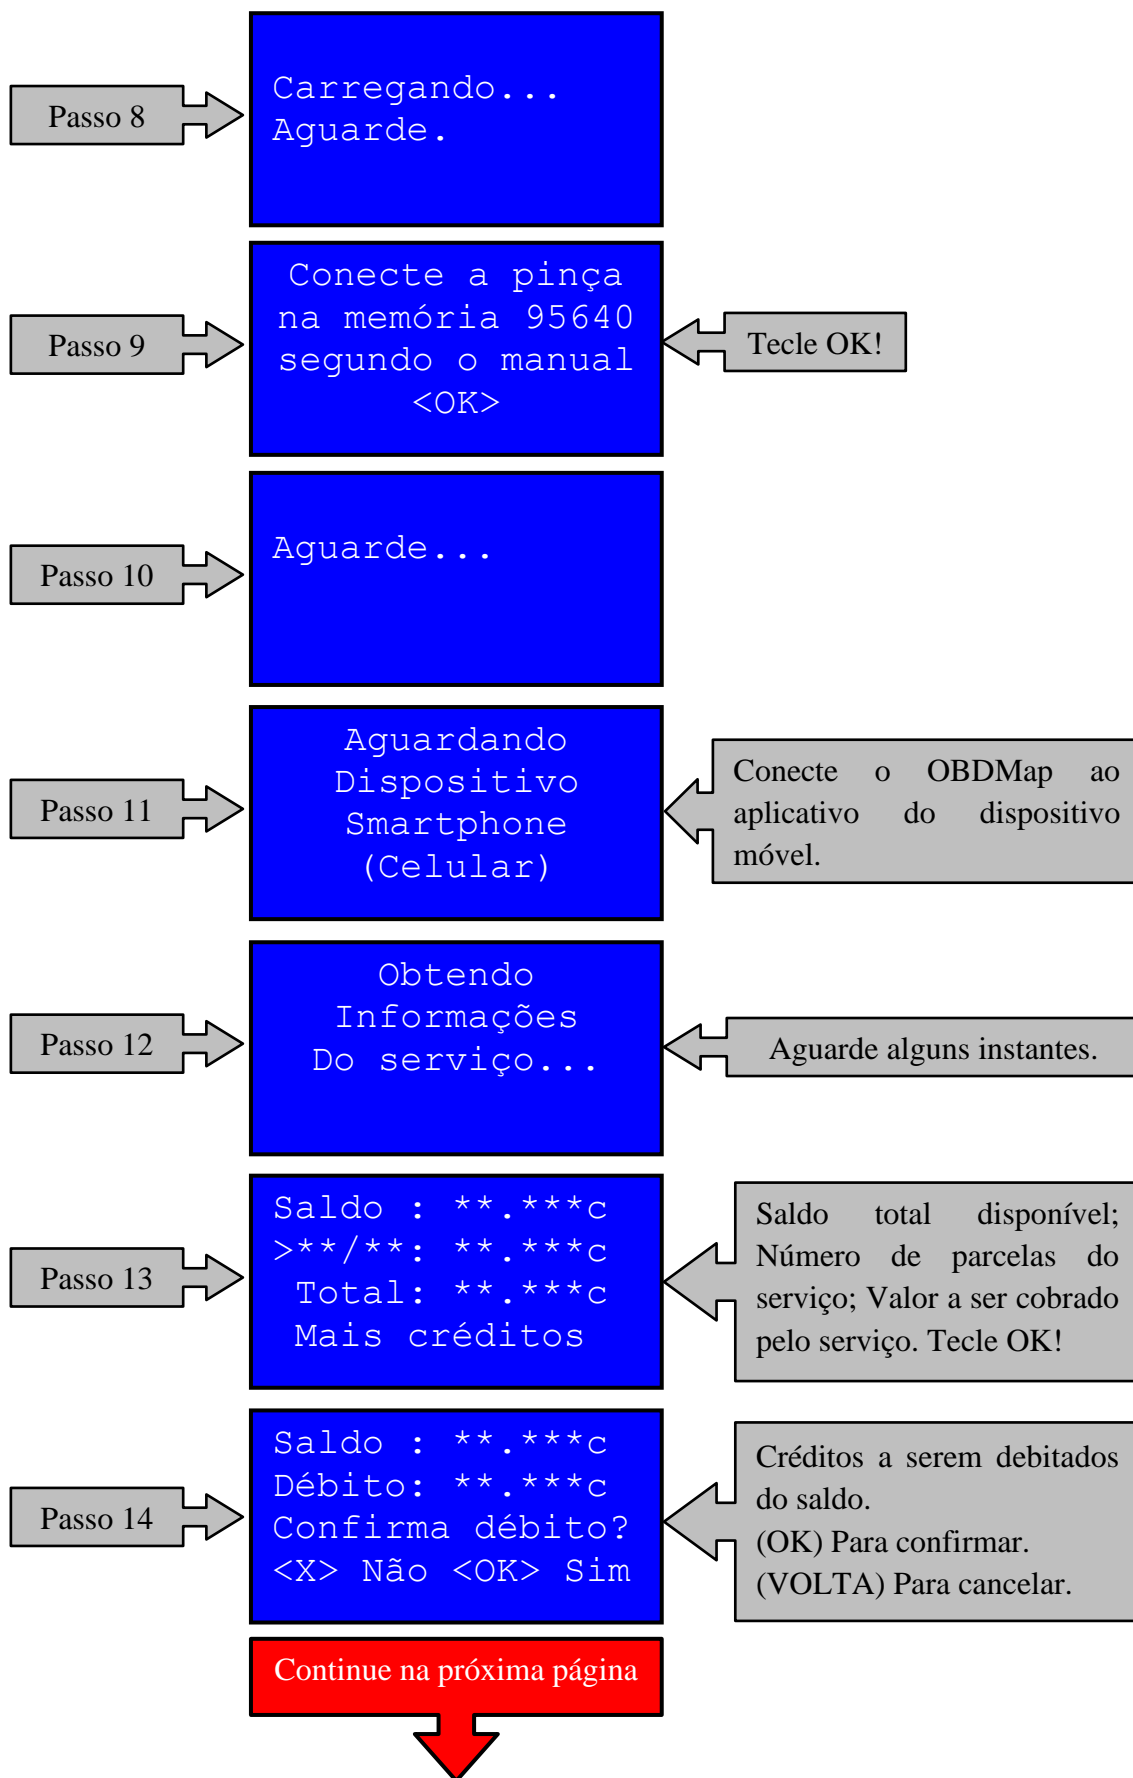 Passo 8
Carregando...
Aguarde.
Passo 9
Conecte a pinça
na memória 95640
segundo o manual
<OK>
Tecle OK!
Passo 10
Aguarde...
Passo 11
Aguardando
Dispositivo
Smartphone
(Celular)
Conecte o OBDMap ao
aplicativo do dispositivo
móvel.
Passo 12
Obtendo
Informações
Do serviço...
Aguarde alguns instantes.
Passo 13
Saldo : **.***c
>**/**: **.***c
Total: **.***c
Mais créditos
Saldo total disponível;
Número de parcelas do
serviço; Valor a ser cobrado
pelo serviço. Tecle OK!
Passo 14
Saldo : **.***c
Débito: **.***c
Confirma débito?
<X> Não <OK> Sim
Créditos a serem debitados
do saldo.
(OK) Para confirmar.
(VOLTA) Para cancelar.
Continue na próxima página